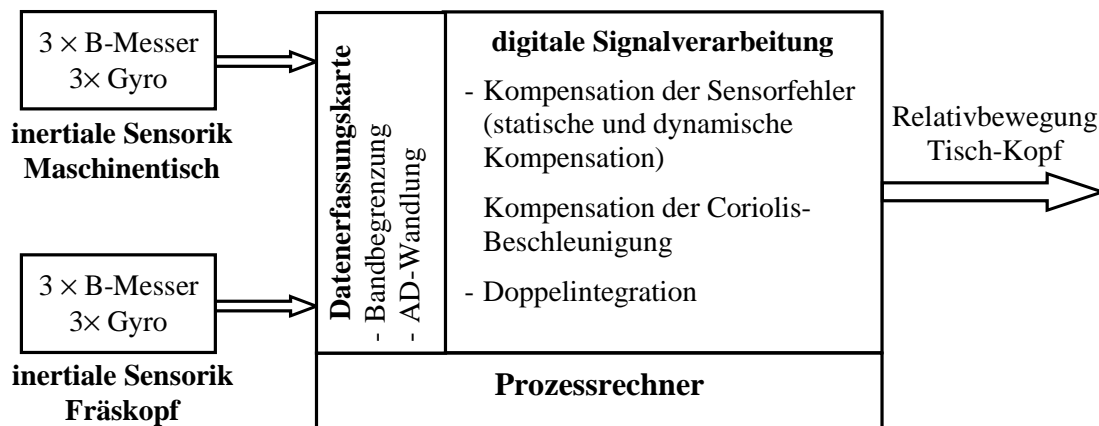 3 × B-Messer
3× Gyro
inertiale Sensorik
Maschinentisch
3 × B-Messer
3× Gyro
inertiale Sensorik
Fräskopf
Datenerfassungskarte
- Bandbegrenzung
- AD-Wandlung
digitale Signalverarbeitung
- Kompensation der Sensorfehler
(statische und dynamische
Kompensation)
Kompensation der Coriolis-
Beschleunigung
- Doppelintegration
Prozessrechner
Relativbewegung
Tisch-Kopf